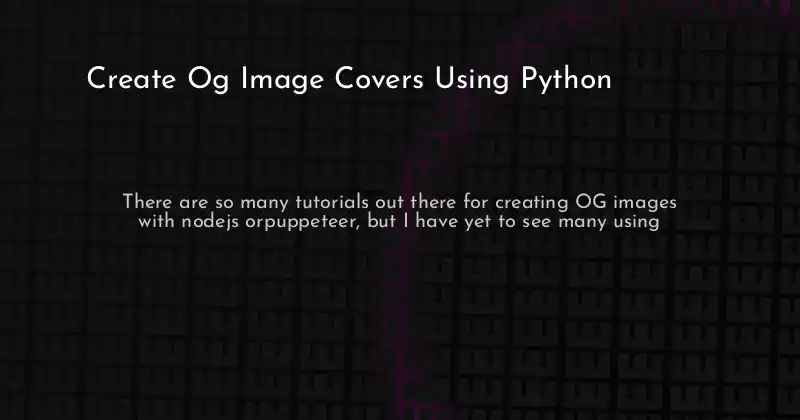 Create Og Image Covers Using Python
There are so many tutorials out there for creating OG images
with nodejs orpuppeteer, but I have yet to see many using